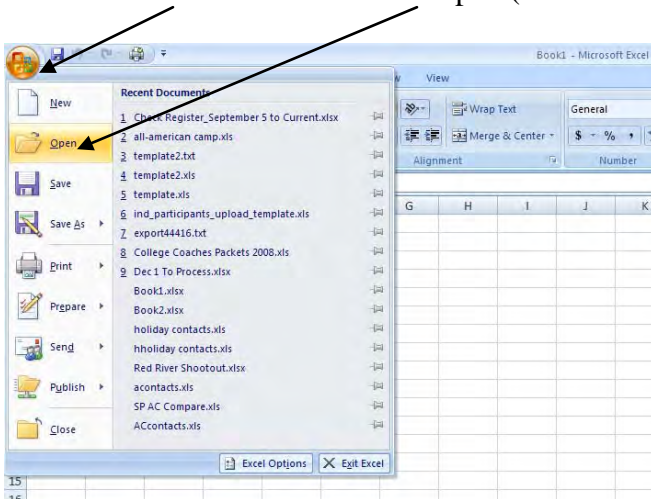 Book1 - Microsoft Excel
View
New
Open
Save
Save As
Print
Prepare
Send
Publish
Close
Recent Documents
1 Check Register_September 5 to Current.xlsx
2 all-american camp.xls
3 template2.txt
4 template2.xls
5 template.xls
6 ind_participants_upload_template.xls
7 export44416.txt
8 College Coaches Packets 2008.xls
9 Dec 1 To Process.xlsx
Book1.xlsx
Book2.xlsx
holiday contacts.xls
hholiday contacts.xls
Red River Shootout.xlsx
acontacts.xls
SP AC Compare.xls
ACcontacts.xls
Excel Options
Exit Excel
Wrap Text
General
Merge & Center
$ - % ,
Alignment
Number
G H I J K
15